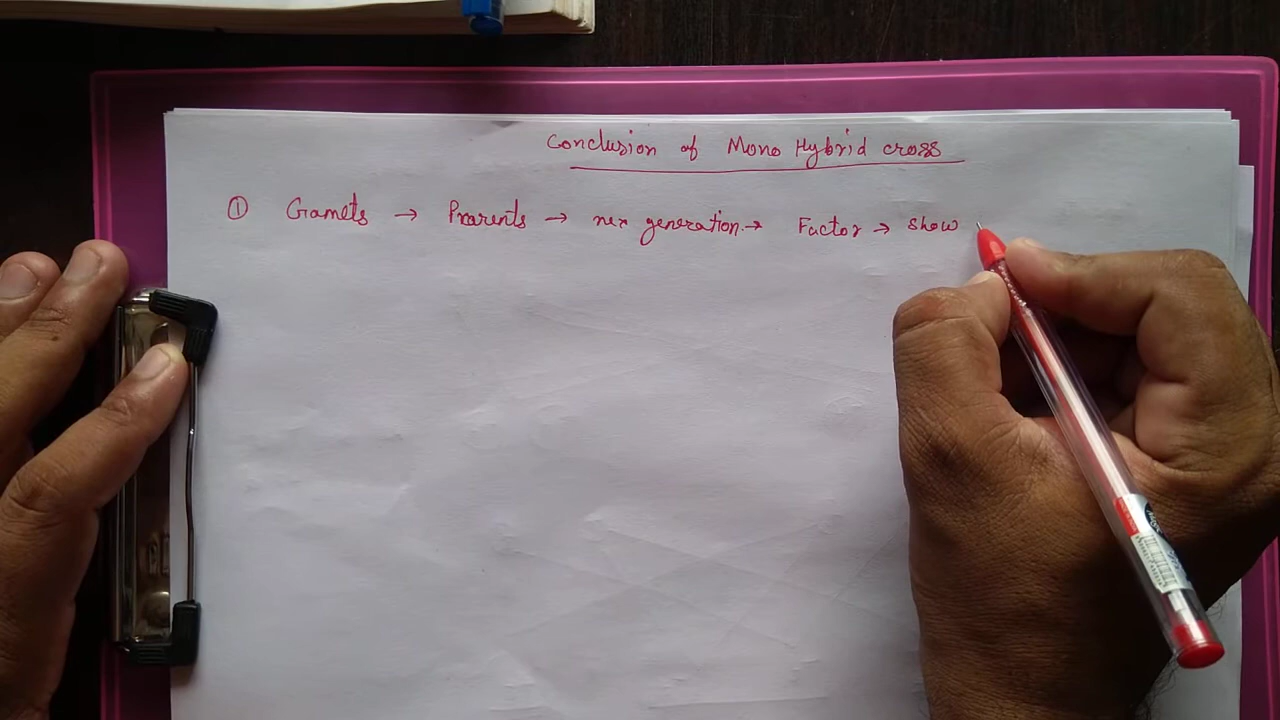 Conclusion of Mono Hybrid cross
① Gamets → Prarents → nex generation → Factor → show